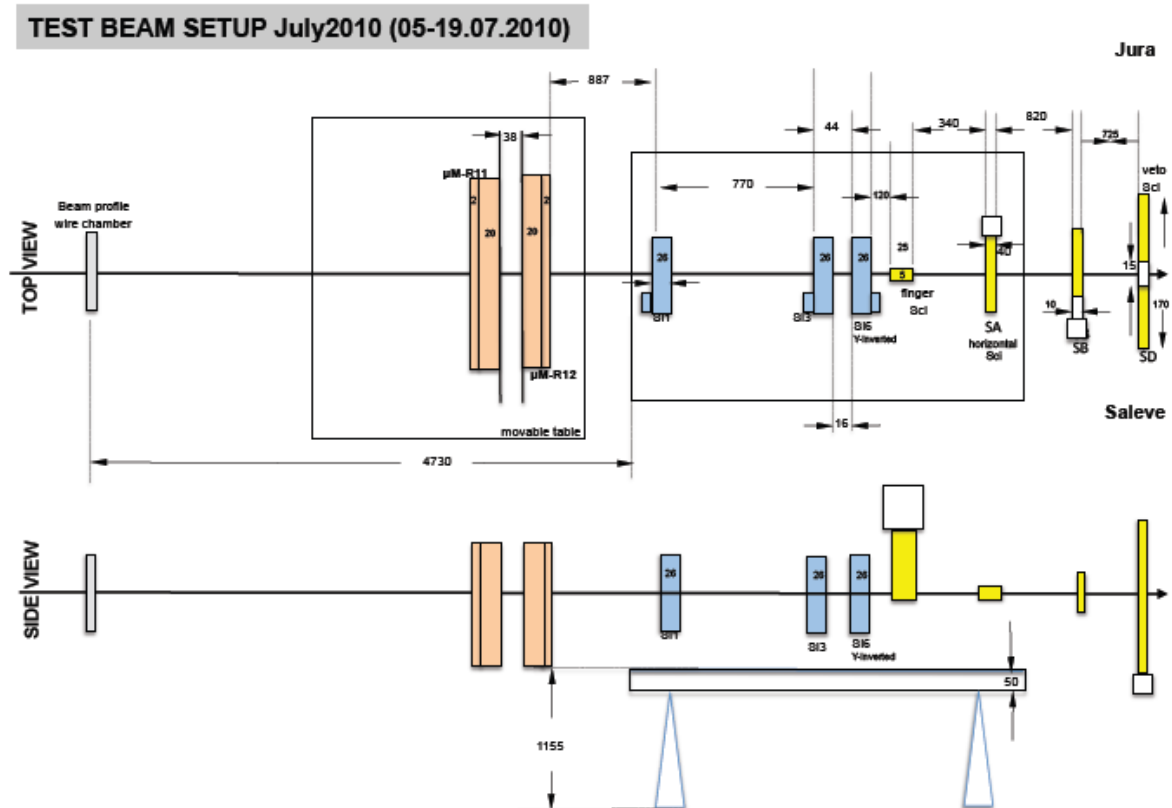 TEST BEAM SETUP July2010 (05-19.07.2010)
Jura
887
820
340
44
38
725
µM-R11
veto
Scl
770
120
Beam profile
wire chamber
2
2
20
20
TOP VIEW
26
26
26
25
40
15
5
finger
Scl
10
170
SI1
SI3
SI6
Y-inverted
SA
horizontal
Scl
SB
SD
µM-R12
Saleve
movable table
15
4730
SIDE VIEW
26
26
26
SI1
SI3
SI6
Y-inverted
50
1155